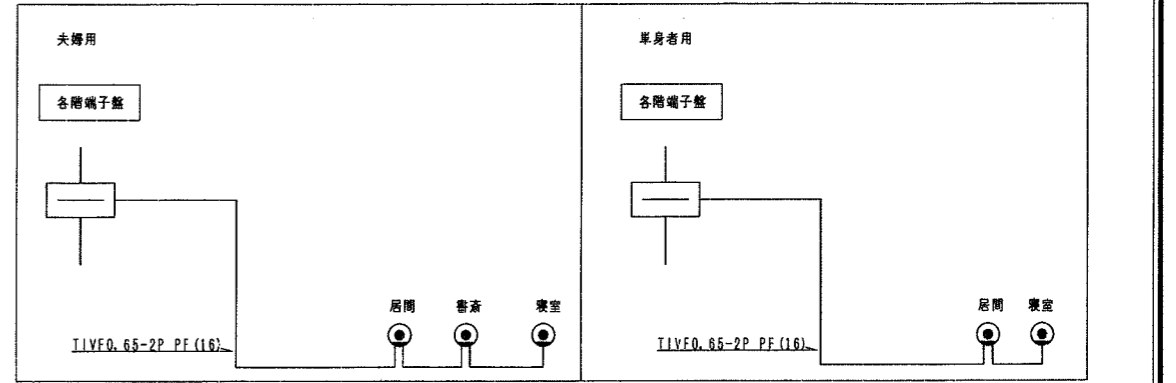 夫婦用
各階端子盤
居間 書斎 寝室
TIVF0.65-2P PF(16)
単身者用
各階端子盤
居間 寝室
TIVF0.65-2P PF(16)